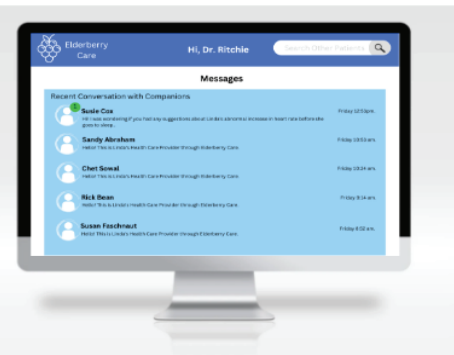 Elderberry
Care
Hi, Dr. Ritchie
Search Other Patients
Messages
Recent Conversation with Companions
1
Susie Cox
Friday 12:50pm.
Hi! I was wondering if you had any suggestions about Linda's abnormal increase in heart rate before she
goes to sleep.
Sandy Abraham
Friday
Hello! This is Linda's Health Care Provider through Elderberry Care.
Chet Sowal
Friday 10:24 am.
Hello! This is Linda's Health Care Provider through Elderberry Care.
Rick Bean
Friday 9:14 am.
Hello! This is Linda's Health Care Provider through Elderberry Care.
Susan Faschnaut
Friday 8:52 am.
Hello! This is Linda's Health Care Provider through Elderberry Care.